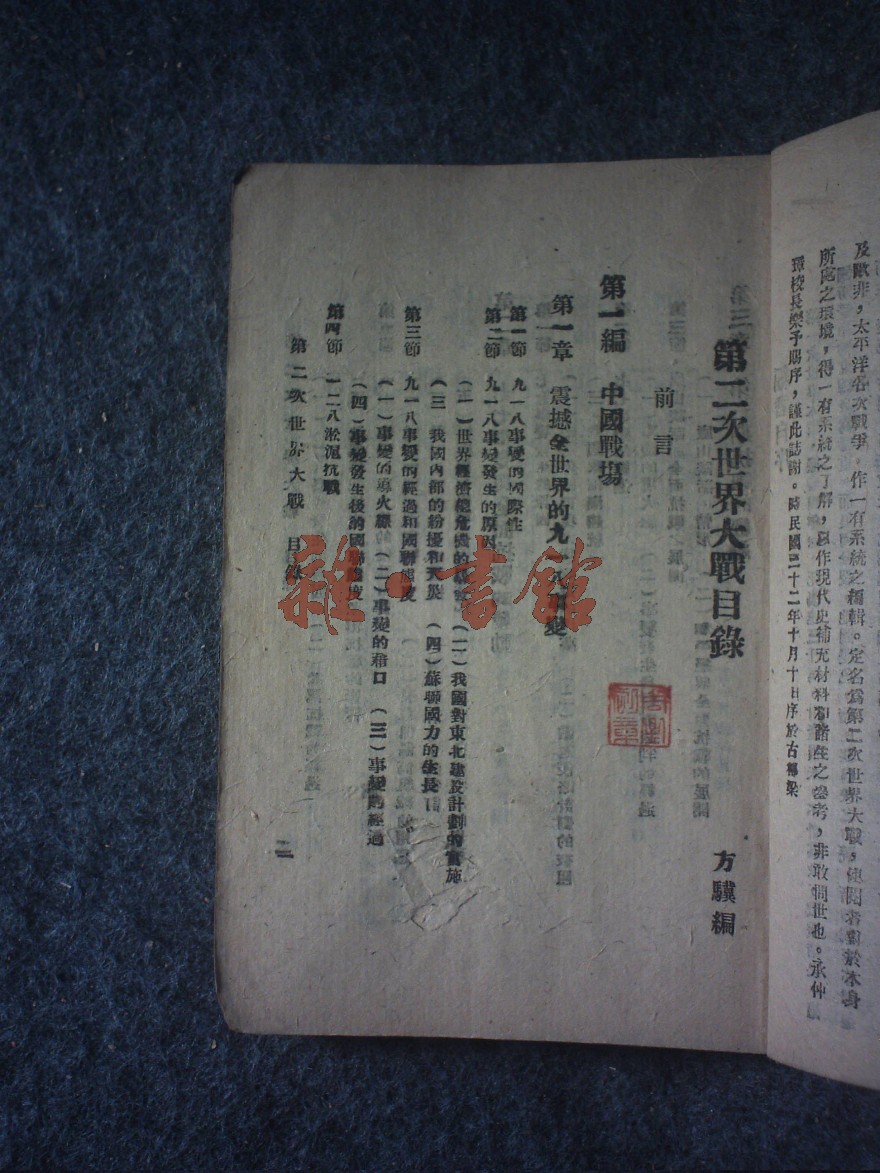 及歐非，太平洋各次戰爭，作一有系統之編輯。定名爲第二次世界大戰，使閱者對於本身
所處之環境，得一有系統之了解，以作現代史補充材料和諸生之參考，非敢問世也。永仲
璋校長樂予賜序，謹此誌謝。時民國三十二年十月十日序於古
第二次世界大戰目錄
方驥編
前言
第一編 中國戰場
第一章 震撼全世界的九一八事變
第一節 九一八事變的國際性
第二節 九一八事變發生的原因
（一）世界經濟總危機的 （二）我國對東北建設計劃的實施
（三 我國內部的紛擾和天災 （四）蘇聯國力的生長
第三節 九一八事變的經過和國聯態度
（一）事變的導火線 （二）事變的藉口 （三）事變的經過
（四）事變發生後的國聯態度
第四節 一二八淞滬抗戰
第二次世界大戰 目錄
雜·書館